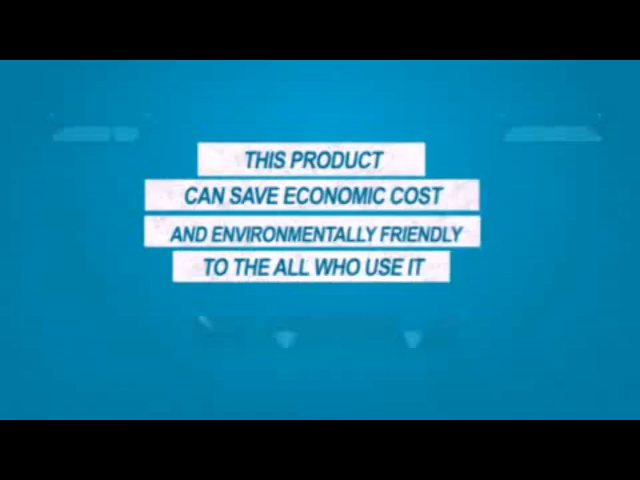 THIS PRODUCT
CAN SAVE ECONOMIC COST
AND ENVIRONMENTALLY FRIENDLY
TO THE ALL WHO USE IT